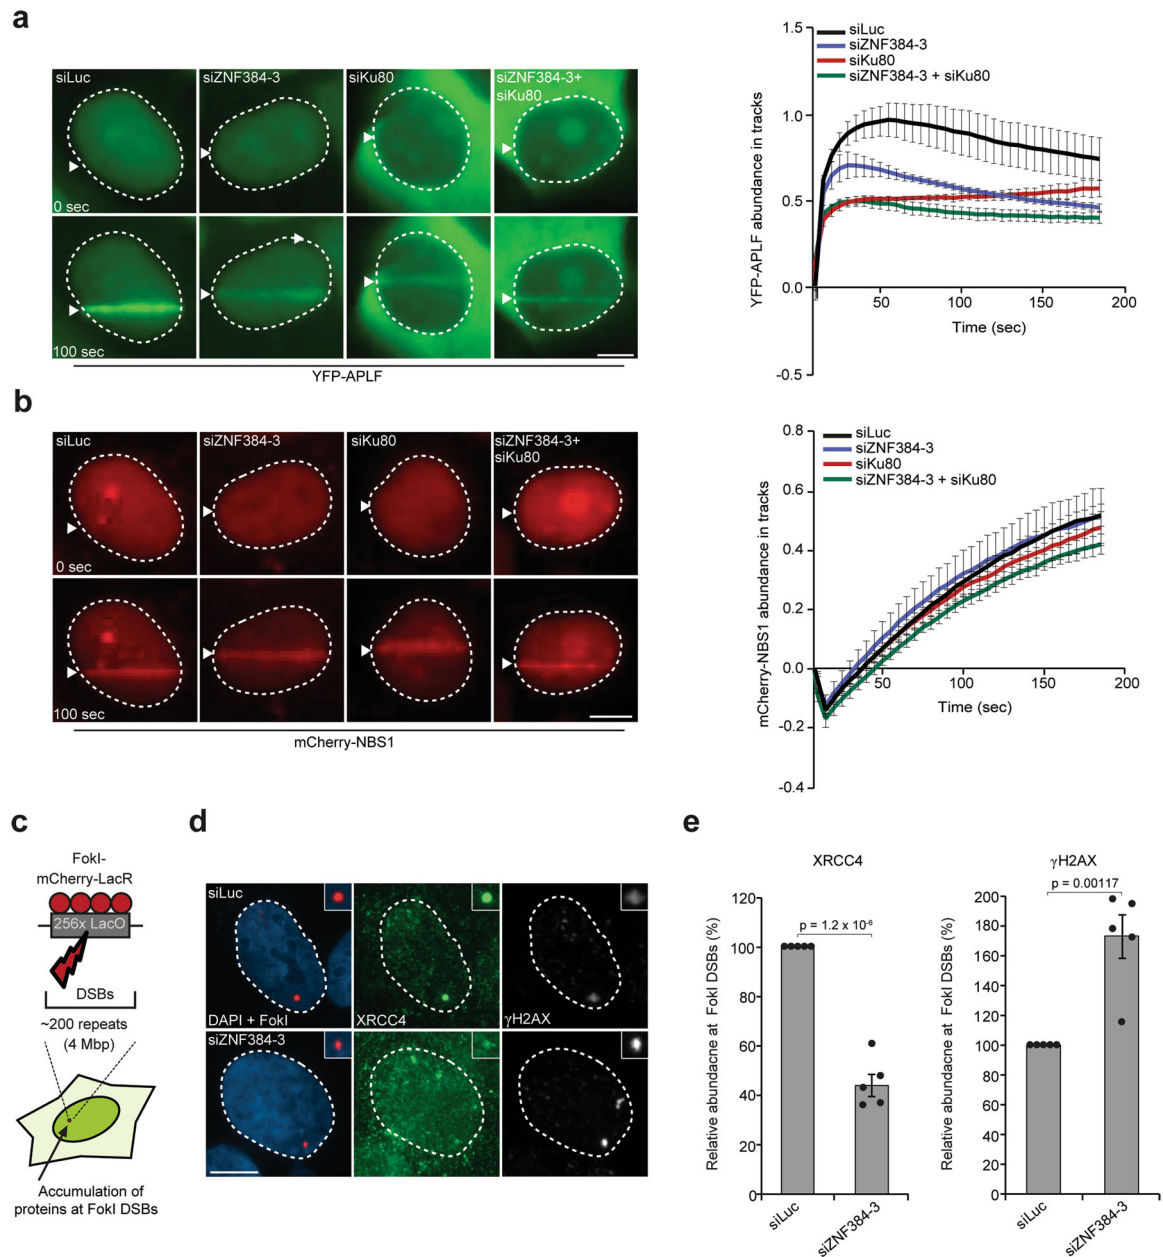 a
siLuc
siZNF384-3
siKu80
siZNF384-3+
siKu80
0 sec
100 sec
YFP-APLF
siLuc
siZNF384-3
siKu80
siZNF384-3 + siKu80
1.5
1.0
0.5
0.0
-0.5
50
100
150
200
YFP-APLF abundance in tracks
Time (sec)
b
siLuc
siZNF384-3
siKu80
siZNF384-3+
siKu80
0 sec
100 sec
mCherry-NBS1
siLuc
siZNF384-3
siKu80
siZNF384-3 + siKu80
0.8
0.6
0.4
0.2
0.0
-0.2
-0.4
50
100
150
200
mCherry-NBS1 abundance in tracks
Time (sec)
c
FokI-
mCherry-LacR
256x LacO
DSBs
~200 repeats
(4 Mbp)
Accumulation of
proteins at FokI DSBs
d
siLuc
DAPI + FokI
XRCC4
γH2AX
siZNF384-3
e
XRCC4
p = 1.2 x 10⁻⁶
120
100
80
60
40
20
0
Relative abundacne at FokI DSBs (%)
siLuc
siZNF384-3
γH2AX
p = 0.00117
200
180
160
140
120
100
80
60
40
20
0
Relative abundacne at FokI DSBs (%)
siLuc
siZNF384-3